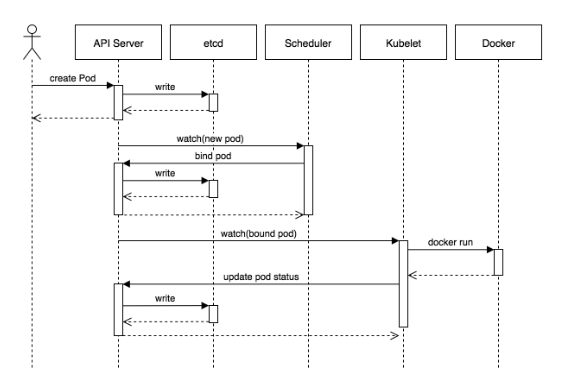 API Server
etcd
Scheduler
Kubelet
Docker
create Pod
write
watch(new pod)
bind pod
write
watch(bound pod)
docker run
update pod status
write